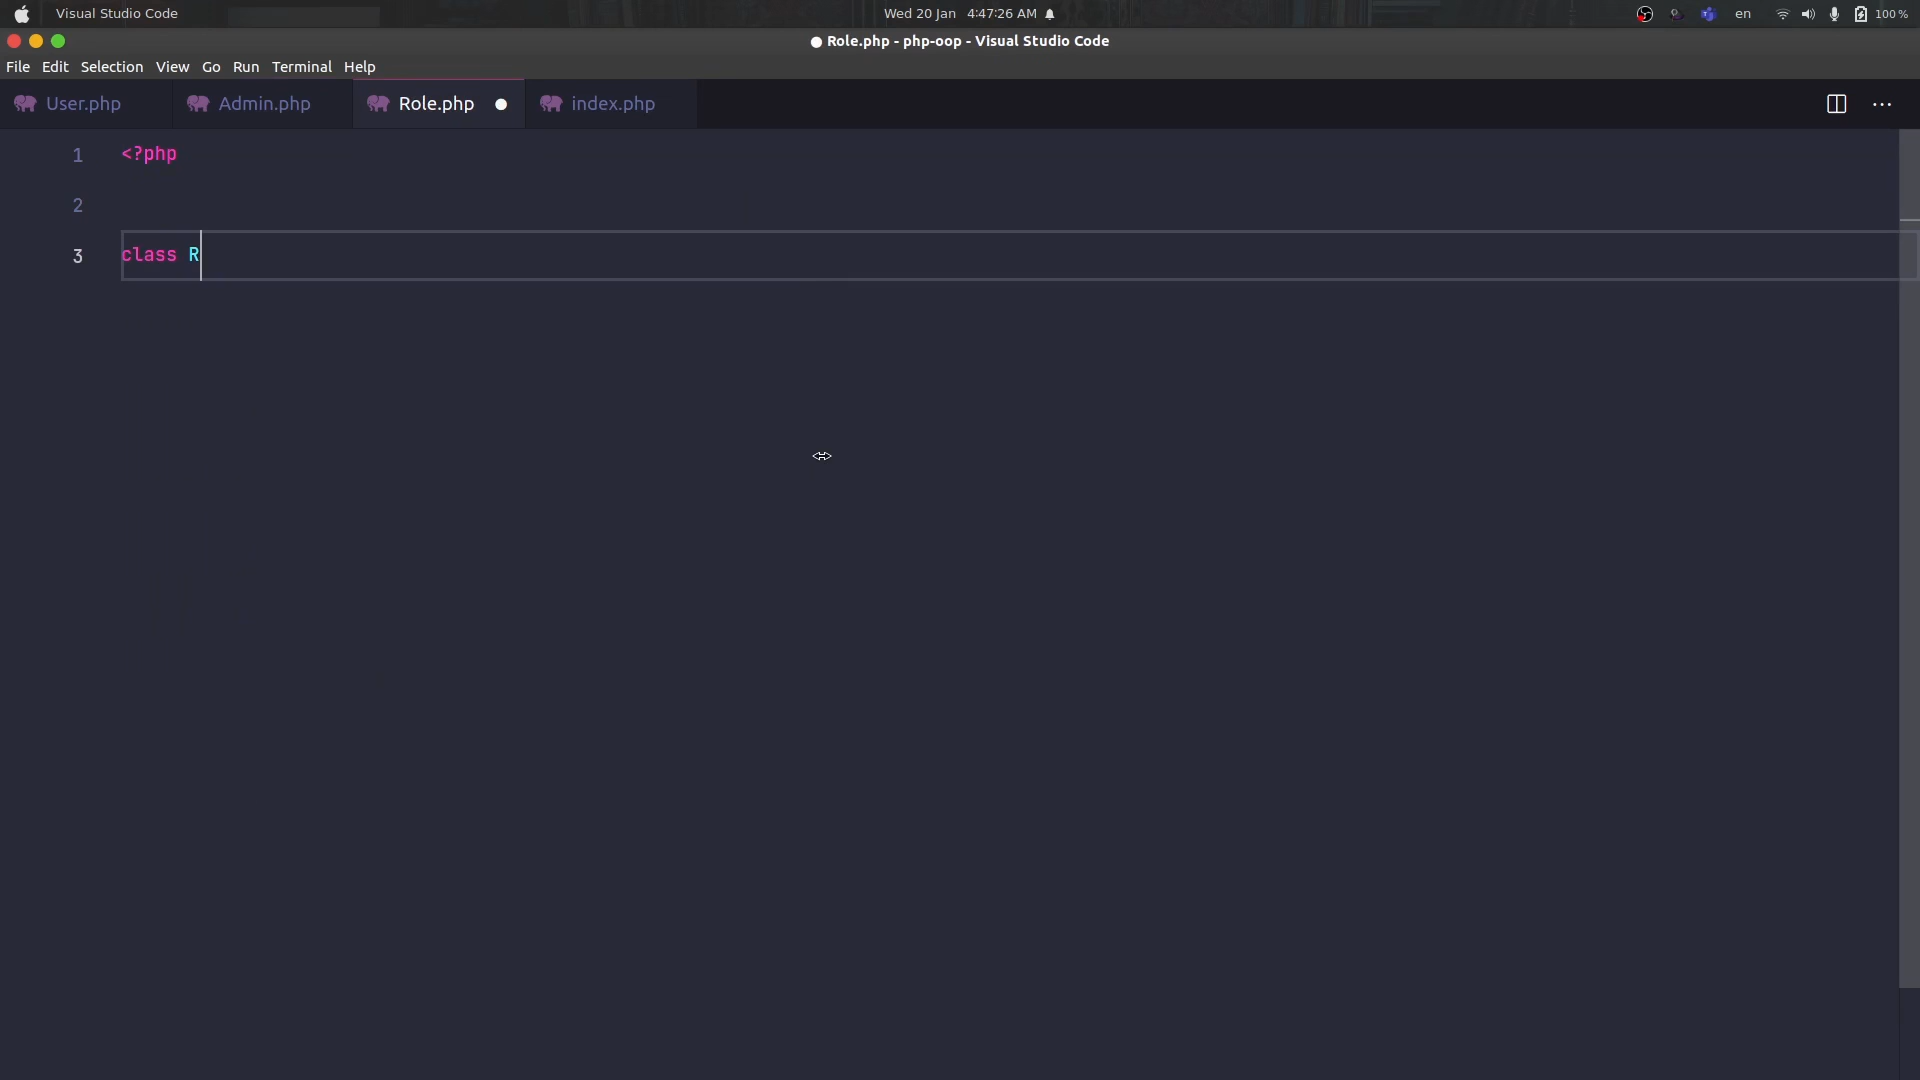 Visual Studio Code
Wed 20 Jan 4:47:26 AM
en
100 %
● Role.php - php-oop - Visual Studio Code
File Edit Selection View Go Run Terminal Help
User.php
Admin.php
Role.php
index.php
1 <?php
2
3 class R